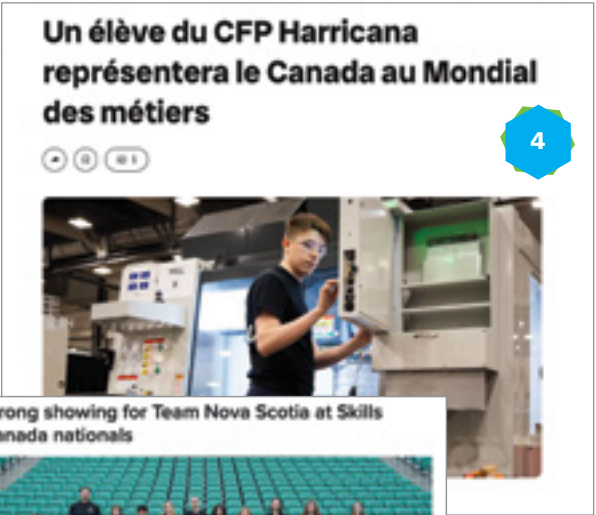 Un élève du CFP Harricana
représentera le Canada au Mondial
des métiers
4
rong showing for Team Nova Scotia at Skills
anada nationals